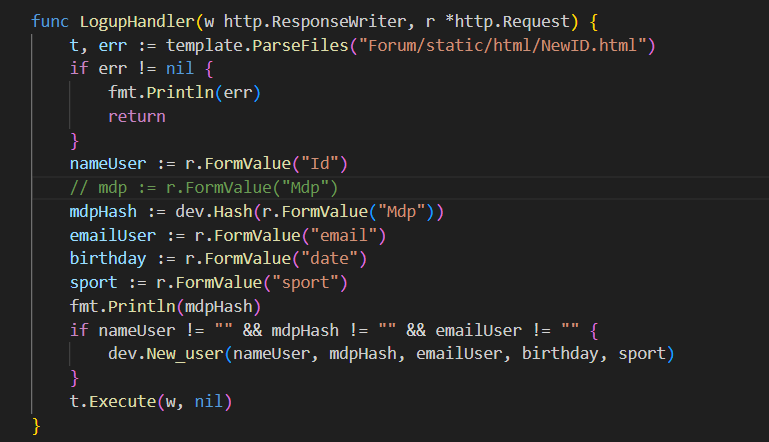 func LogupHandler(w http.ResponseWriter, r *http.Request) {
    t, err := template.ParseFiles("Forum/static/html/NewID.html")
    if err != nil {
        fmt.Println(err)
        return
    }
    nameUser := r.FormValue("Id")
    // mdp := r.FormValue("Mdp")
    mdpHash := dev.Hash(r.FormValue("Mdp"))
    emailUser := r.FormValue("email")
    birthday := r.FormValue("date")
    sport := r.FormValue("sport")
    fmt.Println(mdpHash)
    if nameUser != "" && mdpHash != "" && emailUser != "" {
        dev.New_user(nameUser, mdpHash, emailUser, birthday, sport)
    }
    t.Execute(w, nil)
}